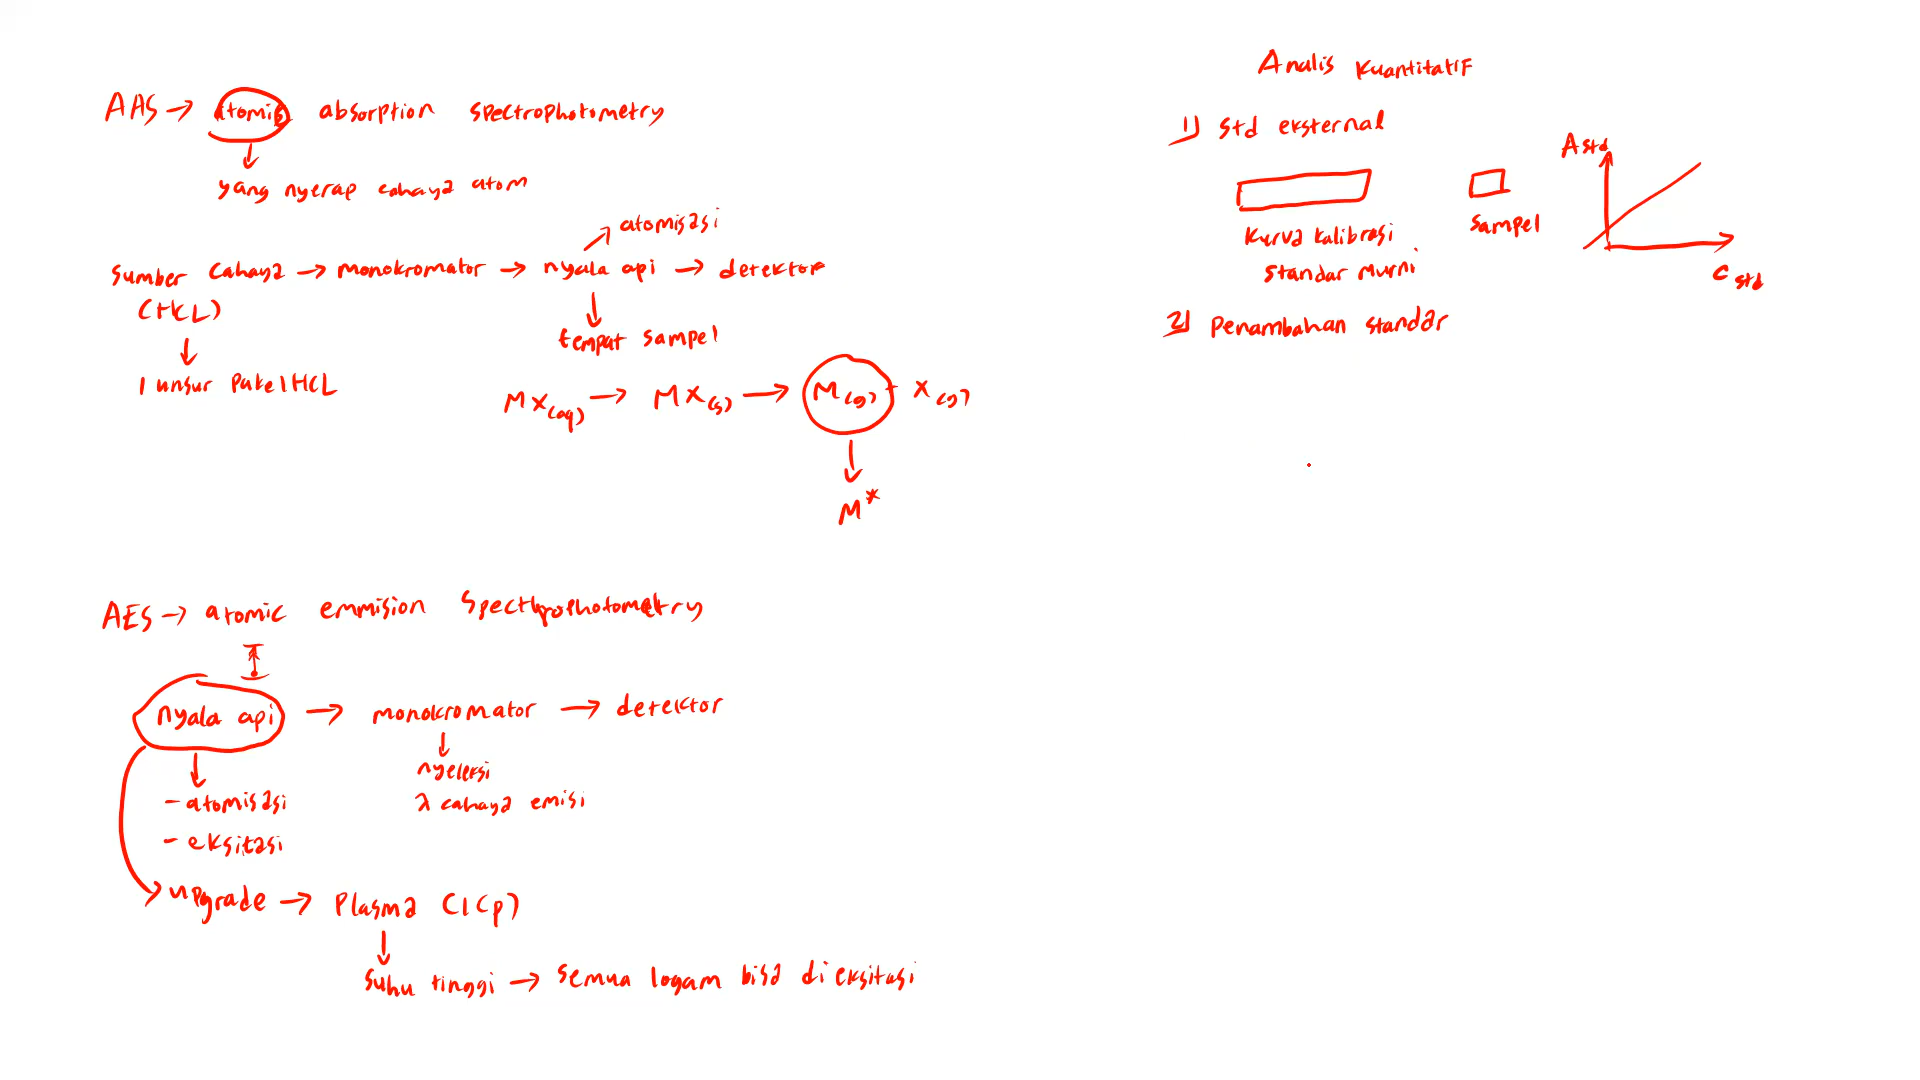 AAS → atomic absorption spectrophotometry
yang nyerap cahaya atom
atomisasi
sumber cahaya → monokromator → nyala api → detektor
(HCL)
tempat sampel
1 unsur pake 1 HCL
MX(aq) → MX(s) → M(g) + X(g)
M*
AES → atomic emmision spectrophotometry
nyala api → monokromator → detektor
nyeleksi
λ cahaya emisi
- atomisasi
- eksitasi
upgrade → plasma (ICP)
suhu tinggi → semua logam bisa dieksitasi
Analis kuantitatif
1) std eksternal
A std
kurva kalibrasi
standar murni
sampel
C std
2) Penambahan standar